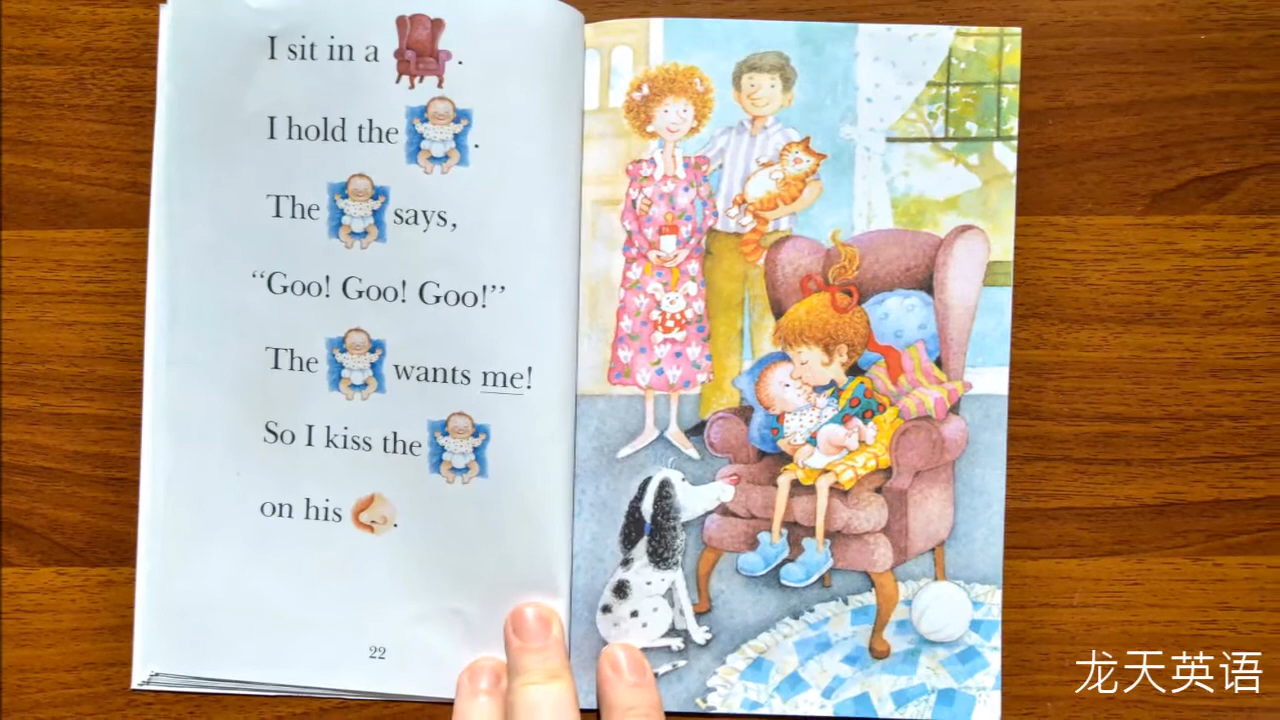 I sit in a .
I hold the .
The says,
“Goo! Goo! Goo!”
The wants me!
So I kiss the
on his .
22
龙天英语